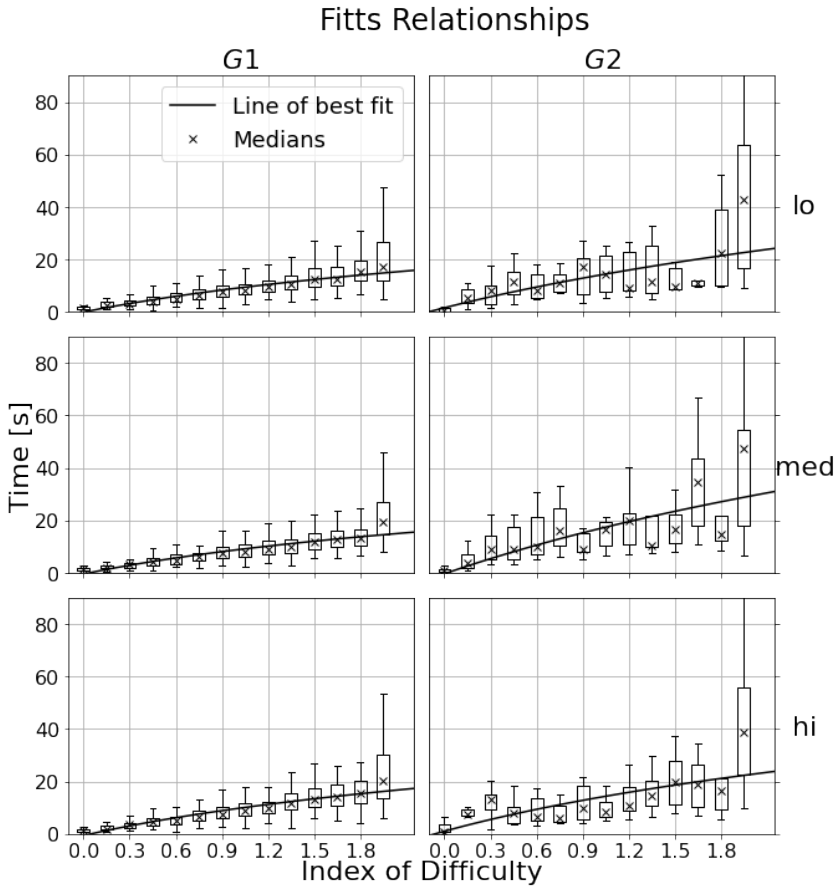 Fitts Relationships
G1
G2
Line of best fit
Medians
80
60
40
20
0
lo
80
60
40
20
0
med
80
60
40
20
0
hi
Time [s]
0.0 0.3 0.6 0.9 1.2 1.5 1.8
0.0 0.3 0.6 0.9 1.2 1.5 1.8
Index of Difficulty